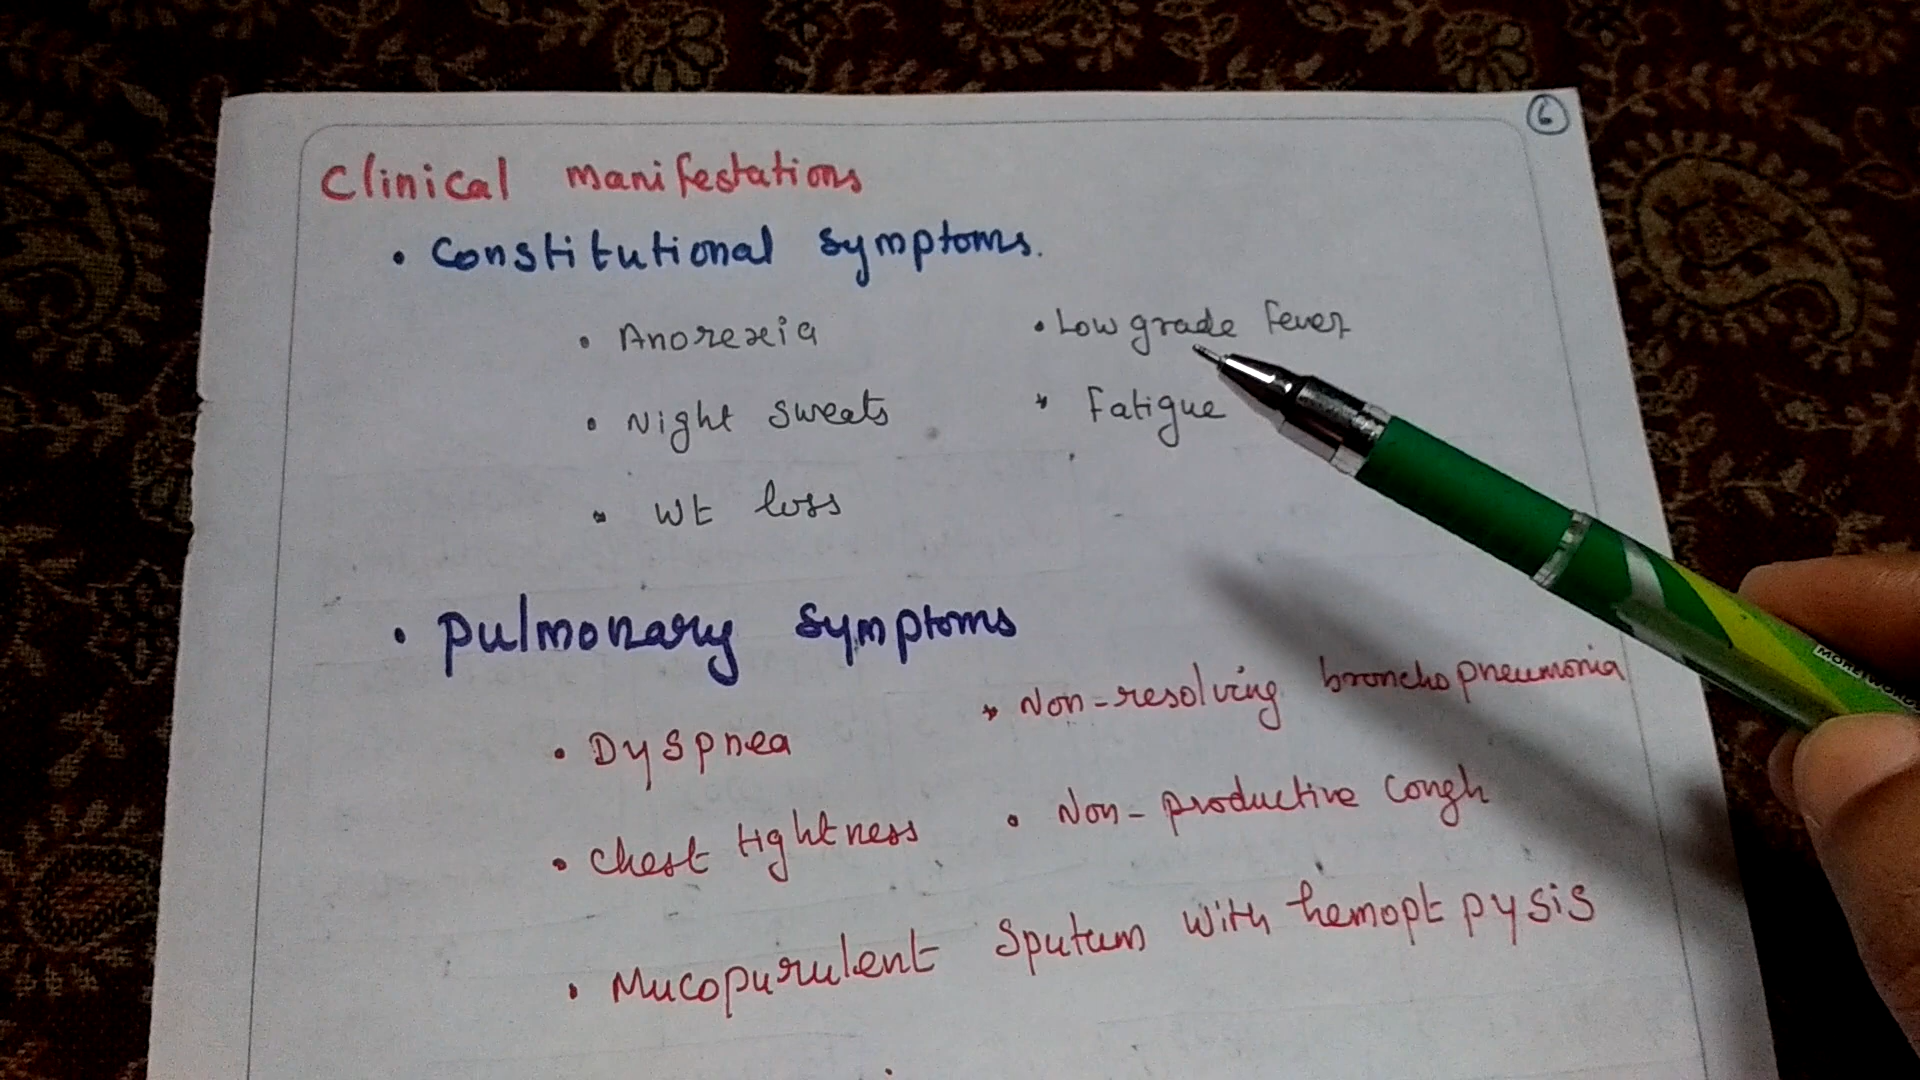 6
Clinical manifestations
• Constitutional symptoms.
• Anorexia • Low grade fever
• Night sweats • Fatigue
• Wt loss
• Pulmonary symptoms
• Dyspnea • Non-resolving bronchopneumonia
• Chest tightness • Non-productive cough
• Mucopurulent Sputum with hemoptpysis